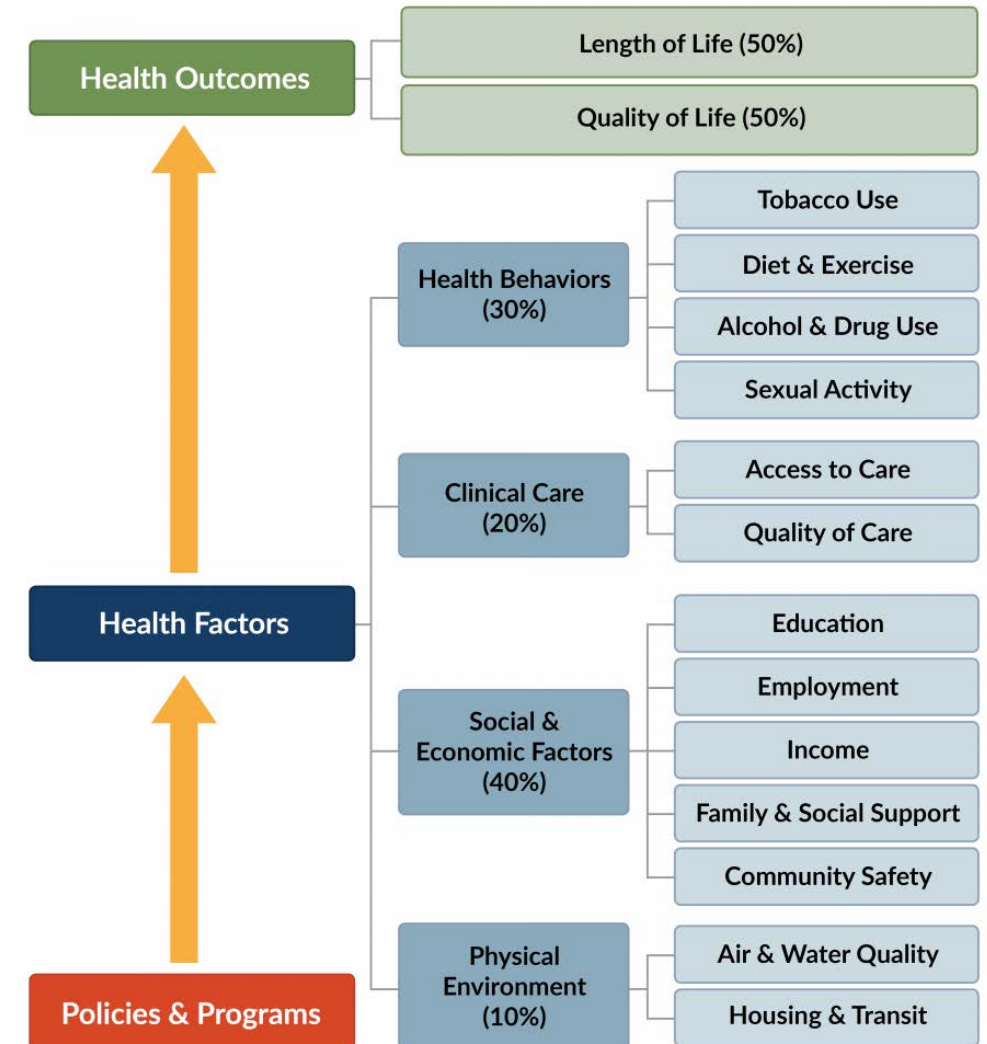 Health Outcomes
Length of Life (50%)
Quality of Life (50%)
Health Behaviors
(30%)
Tobacco Use
Diet & Exercise
Alcohol & Drug Use
Sexual Activity
Clinical Care
(20%)
Access to Care
Quality of Care
Health Factors
Social &
Economic Factors
(40%)
Education
Employment
Income
Family & Social Support
Community Safety
Physical
Environment
(10%)
Air & Water Quality
Housing & Transit
Policies & Programs